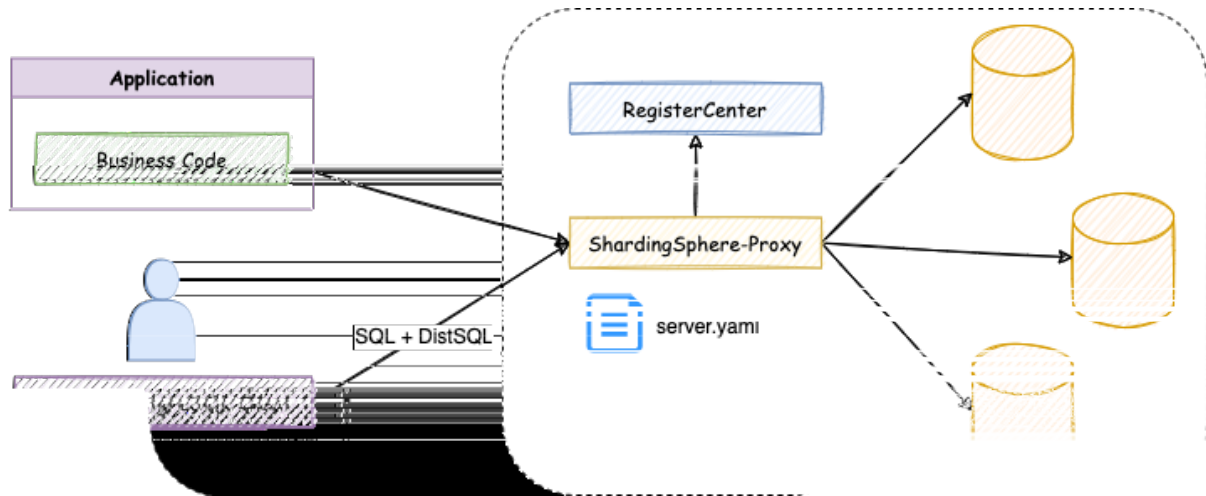 Application
Business Code
RegisterCenter
ShardingSphere-Proxy
SQL + DistSQL
server.yaml